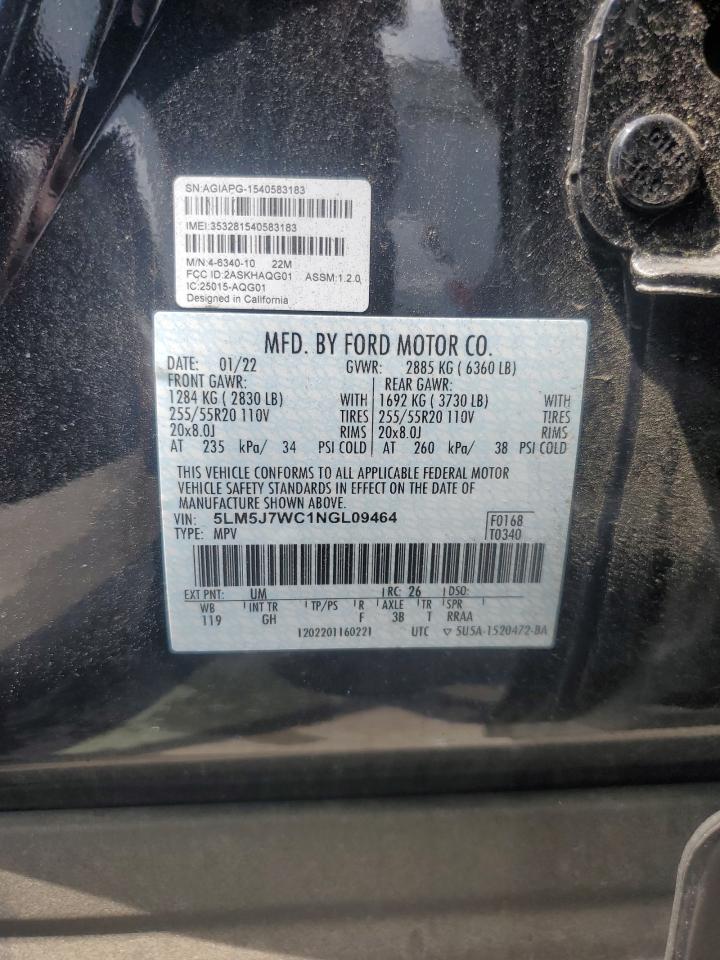 SN:AGIAPG-1540583183
IMEI:353281540583183
M/N:4-6340-10 22M
FCC ID:2ASKHAQG01 ASSM:1.2.0
IC:25015-AQG01
Designed in California
MFD. BY FORD MOTOR CO.
DATE: 01/22 GVWR: 2885 KG ( 6360 LB)
FRONT GAWR: REAR GAWR:
1284 KG ( 2830 LB) WITH 1692 KG ( 3730 LB) WITH
255/55R20 110V TIRES 255/55R20 110V TIRES
20x8.0J RIMS 20x8.0J RIMS
AT 235 kPa/ 34 PSI COLD AT 260 kPa/ 38 PSI COLD
THIS VEHICLE CONFORMS TO ALL APPLICABLE FEDERAL MOTOR
VEHICLE SAFETY STANDARDS IN EFFECT ON THE DATE OF
MANUFACTURE SHOWN ABOVE.
VIN: 5LM5J7WC1NGL09464 F0168
TYPE: MPV T0340
EXT PNT: UM RC: 26 DSO:
WB INT TR TP/PS R AXLE TR SPR
119 GH F 3B T RRAA
1202201160221 UTC ▽ 5U5A-1520472-BA